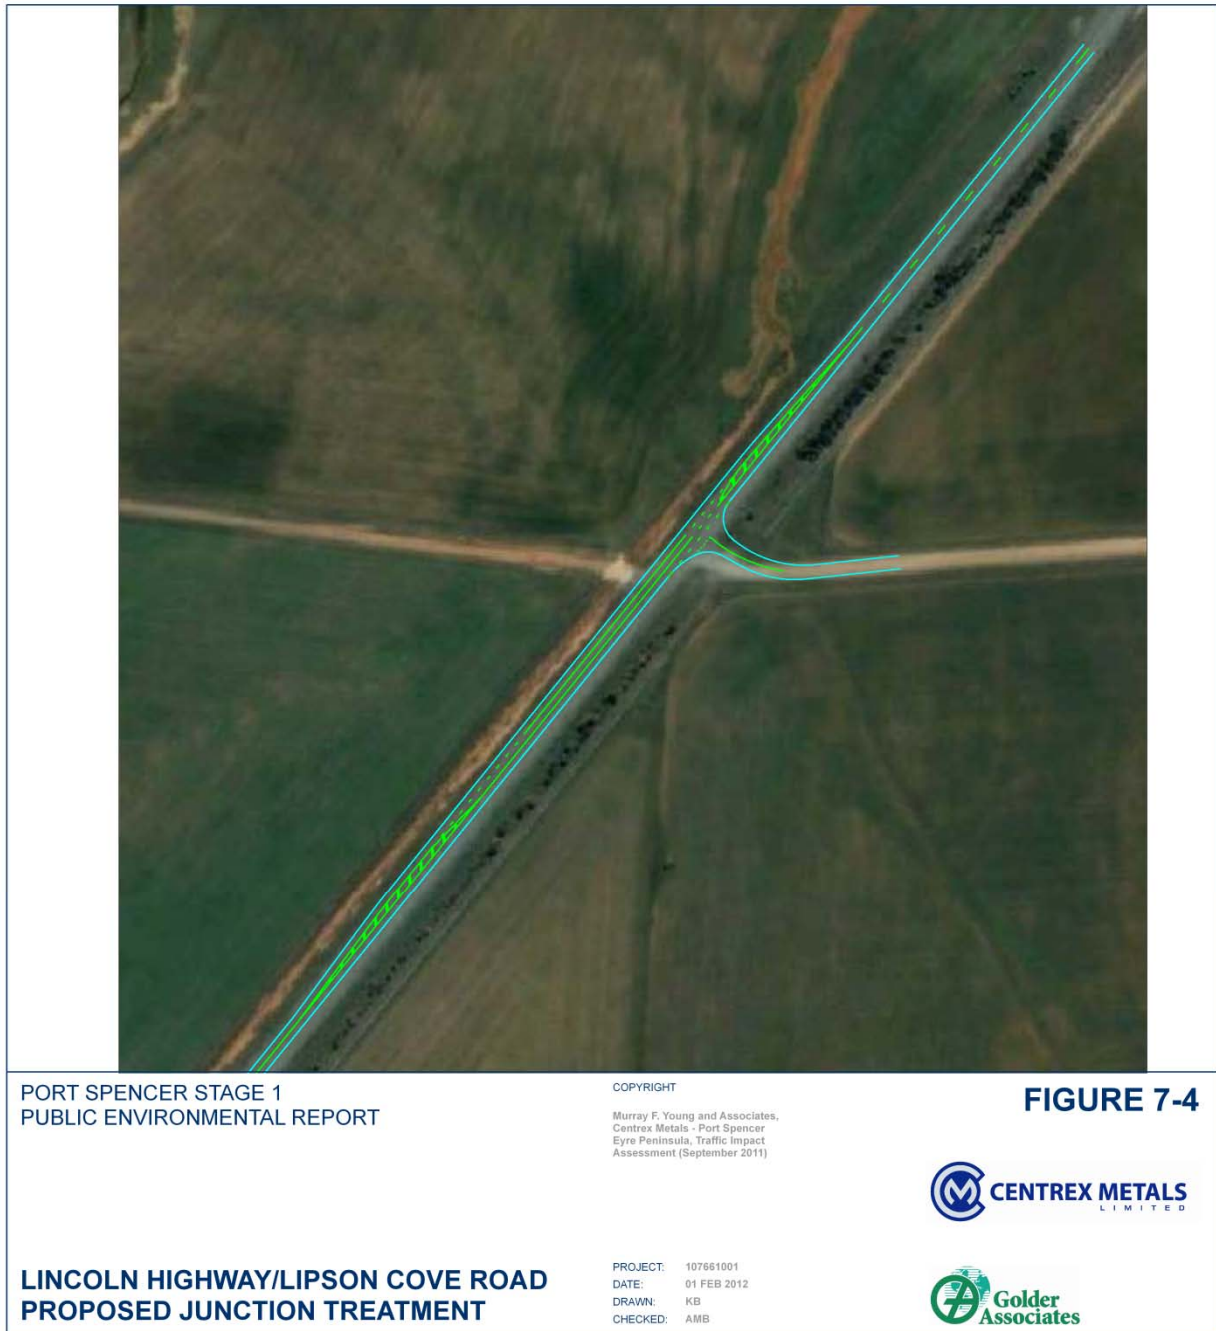 PORT SPENCER STAGE 1
PUBLIC ENVIRONMENTAL REPORT
COPYRIGHT
Murray F. Young and Associates,
Centrex Metals - Port Spencer
Eyre Peninsula, Traffic Impact
Assessment (September 2011)
FIGURE 7-4
CENTREX METALS
LIMITED
LINCOLN HIGHWAY/LIPSON COVE ROAD
PROPOSED JUNCTION TREATMENT
PROJECT: 107661001
DATE: 01 FEB 2012
DRAWN: KB
CHECKED: AMB
Golder
Associates